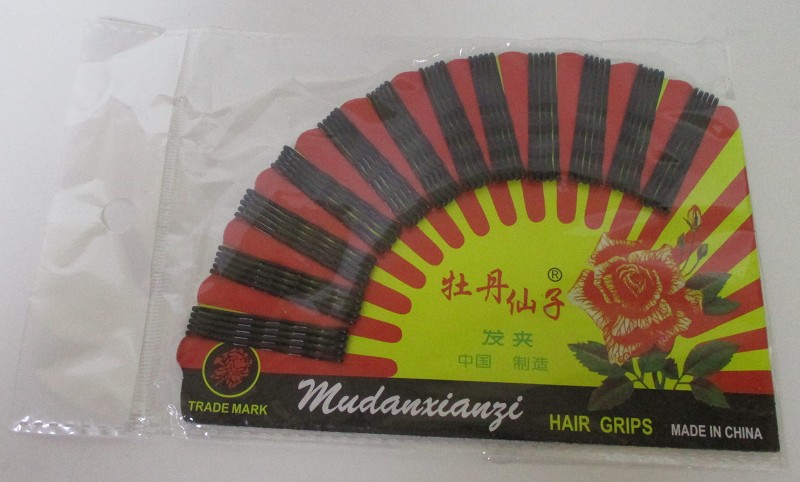 牡丹仙子®
发夹
中国 制造
TRADE MARK
Mudanxianzi
HAIR GRIPS
MADE IN CHINA